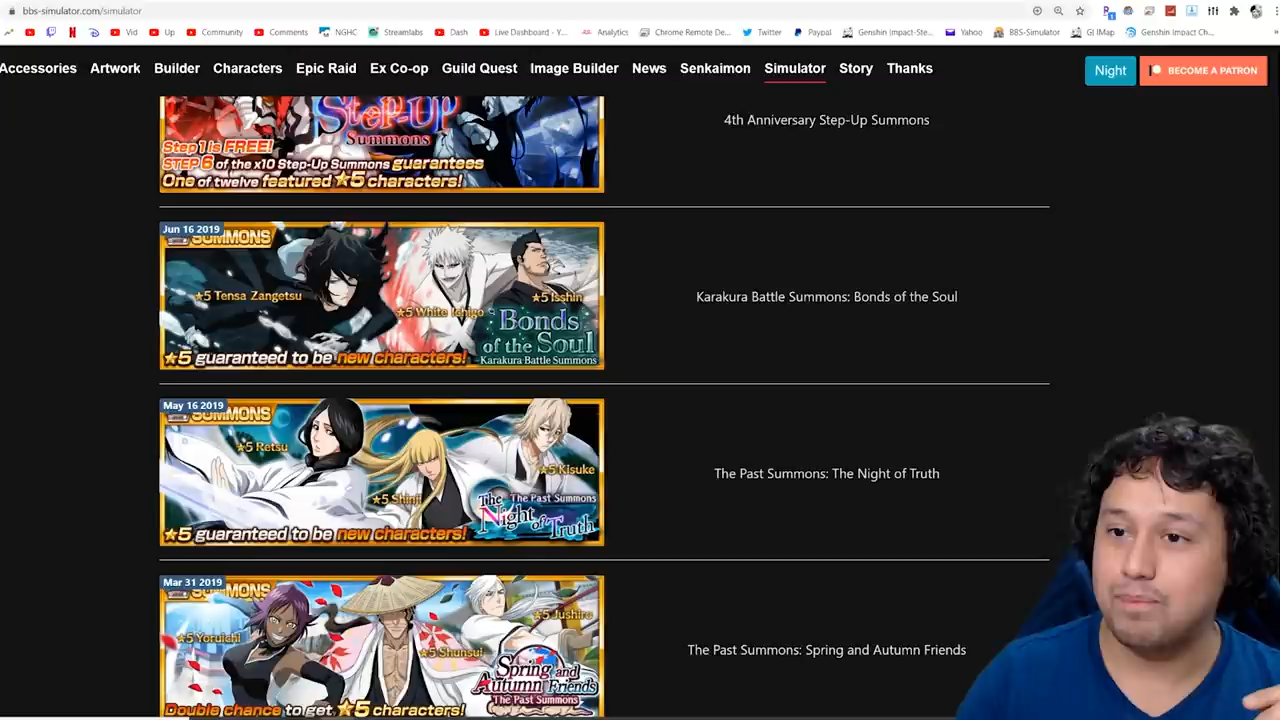 bbs-simulator.com/simulator
Vid
Up
Community
Comments
NGHC
Streamlabs
Dash
Live Dashboard - Y...
Analytics
Chrome Remote De...
Twitter
Paypal
Genshin Impact-Ste...
Yahoo
BBS-Simulator
GI IMap
Genshin Impact Ch...
Accessories
Artwork
Builder
Characters
Epic Raid
Ex Co-op
Guild Quest
Image Builder
News
Senkaimon
Simulator
Story
Thanks
Night
BECOME A PATRON
Step-Up
Summons
Step 1 is FREE!
STEP 6 of the x10 Step-Up Summons guarantees
One of twelve featured ★5 characters!
4th Anniversary Step-Up Summons
Jun 16 2019
SUMMONS
★5 Tensa Zangetsu
★5 White Ichigo
★5 Isshin
Bonds
of the Soul
Karakura Battle Summons
★5 guaranteed to be new characters!
Karakura Battle Summons: Bonds of the Soul
May 16 2019
SUMMONS
★5 Retsu
★5 Shinji
★5 Kisuke
The Past Summons
The
Night
of Truth
★5 guaranteed to be new characters!
The Past Summons: The Night of Truth
Mar 31 2019
SUMMONS
★5 Yoruichi
★5 Shunsui
★5 Jushiro
Spring and
Autumn Friends
The Past Summons
Double chance to get ★5 characters!
The Past Summons: Spring and Autumn Friends